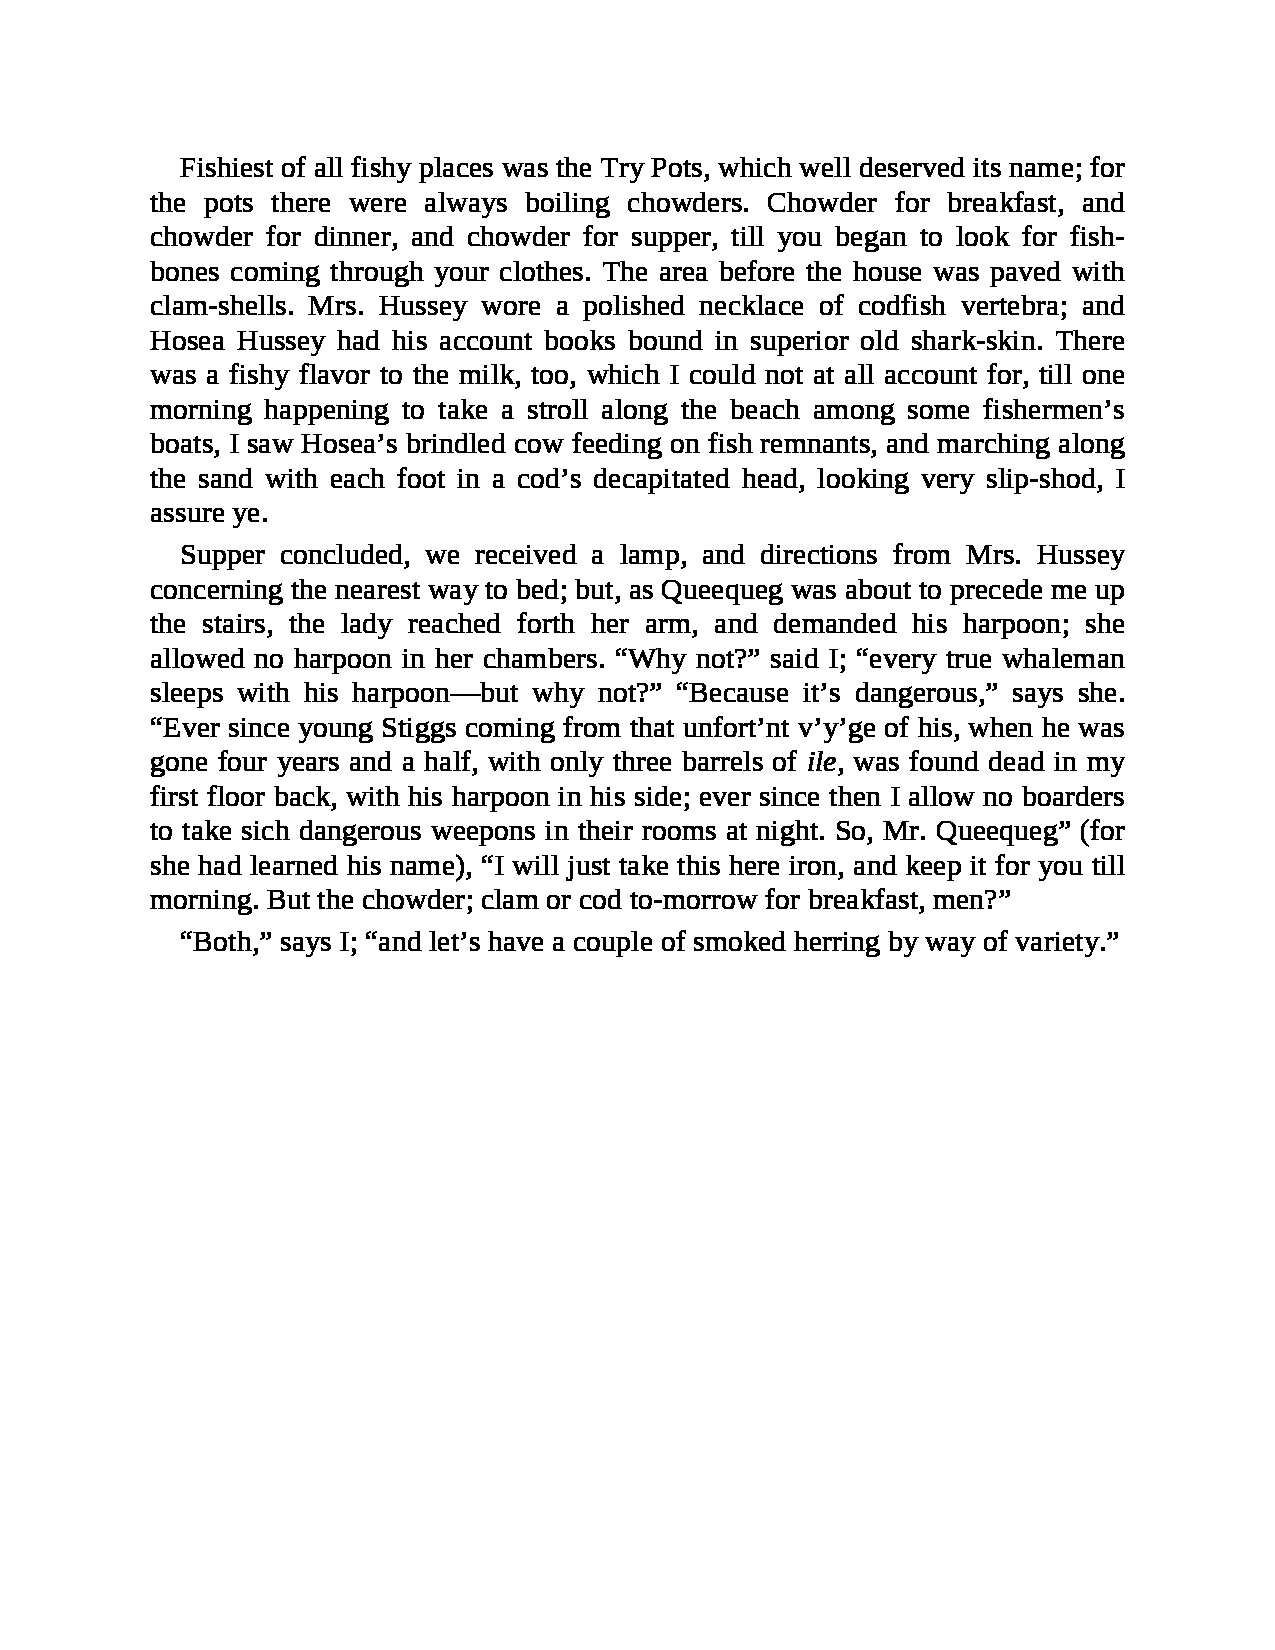 Fishiest of all fishy places was the Try Pots, which well deserved its name; for
the pots there were always boiling chowders. Chowder for breakfast, and
chowder for dinner, and chowder for supper, till you began to look for fish-
bones coming through your clothes. The area before the house was paved with
clam-shells. Mrs. Hussey wore a polished necklace of codfish vertebra; and
Hosea Hussey had his account books bound in superior old shark-skin. There
was a fishy flavor to the milk, too, which I could not at all account for, till one
morning happening to take a stroll along the beach among some fishermen’s
boats, I saw Hosea’s brindled cow feeding on fish remnants, and marching along
the sand with each foot in a cod’s decapitated head, looking very slip-shod, I
assure ye.
Supper concluded, we received a lamp, and directions from Mrs. Hussey
concerning the nearest way to bed; but, as Queequeg was about to precede me up
the stairs, the lady reached forth her arm, and demanded his harpoon; she
allowed no harpoon in her chambers. “Why not?” said I; “every true whaleman
sleeps with his harpoon—but why not?” “Because it’s dangerous,” says she.
“Ever since young Stiggs coming from that unfort’nt v’y’ge of his, when he was
gone four years and a half, with only three barrels of ile, was found dead in my
first floor back, with his harpoon in his side; ever since then I allow no boarders
to take sich dangerous weepons in their rooms at night. So, Mr. Queequeg” (for
she had learned his name), “I will just take this here iron, and keep it for you till
morning. But the chowder; clam or cod to-morrow for breakfast, men?”
“Both,” says I; “and let’s have a couple of smoked herring by way of variety.”